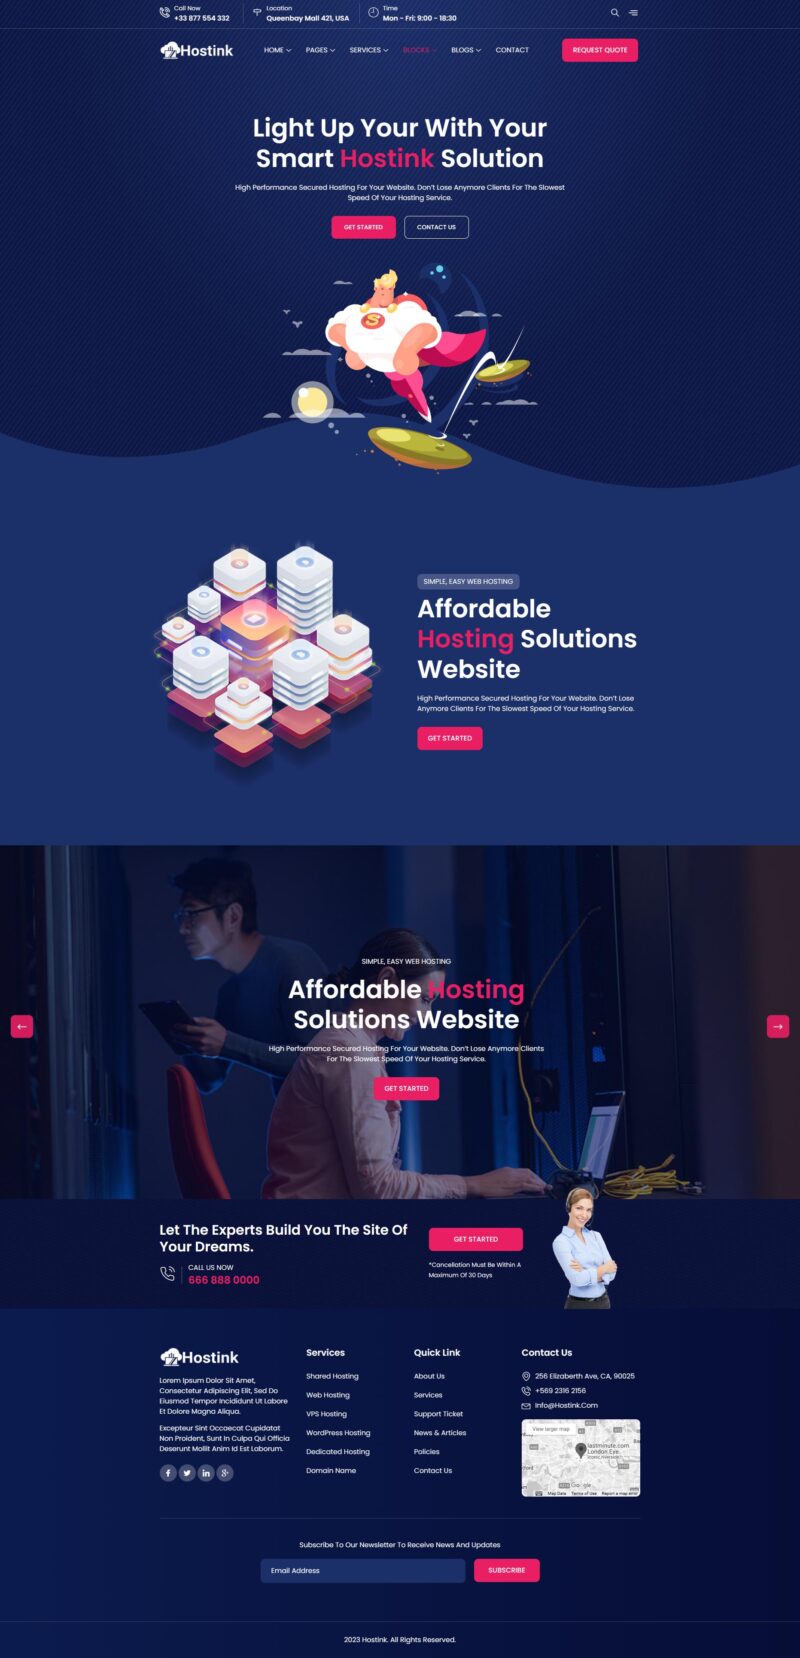 Call Now
+33 877 554 332
Location
Queenbay Mall 421, USA
Time
Mon - Fri: 9:00 - 18:30
Hostink
HOME
PAGES
SERVICES
BLOCKS
BLOGS
CONTACT
REQUEST QUOTE
Light Up Your With Your
Smart Hostink Solution
High Performance Secured Hosting For Your Website. Don't Lose Anymore Clients For The Slowest
Speed Of Your Hosting Service.
GET STARTED
CONTACT US
S
SIMPLE, EASY WEB HOSTING
Affordable
Hosting Solutions
Website
High Performance Secured Hosting For Your Website. Don't Lose
Anymore Clients For The Slowest Speed Of Your Hosting Service.
GET STARTED
SIMPLE, EASY WEB HOSTING
Affordable Hosting
Solutions Website
High Performance Secured Hosting For Your Website. Don't Lose Anymore Clients
For The Slowest Speed Of Your Hosting Service.
GET STARTED
Let The Experts Build You The Site Of
Your Dreams.
CALL US NOW
666 888 0000
GET STARTED
*Cancellation Must Be Within A
Maximum Of 30 Days
Hostink
Lorem Ipsum Dolor Sit Amet,
Consectetur Adipiscing Elit, Sed Do
Eiusmod Tempor Incididunt Ut Labore
Et Dolore Magna Aliqua.
Excepteur Sint Occaecat Cupidatat
Non Proident, Sunt In Culpa Qui Officia
Deserunt Mollit Anim Id Est Laborum.
Services
Shared Hosting
Web Hosting
VPS Hosting
WordPress Hosting
Dedicated Hosting
Domain Name
Quick Link
About Us
Services
Support Ticket
News & Articles
Policies
Contact Us
Contact Us
256 Elizaberth Ave, CA, 90025
+569 2316 2156
Info@Hostink.Com
View larger map
lastminute.com
London Eye
Google
Map Data
Terms of Use
Report a map error
Subscribe To Our Newsletter To Receive News And Updates
Email Address
SUBSCRIBE
2023 Hostink. All Rights Reserved.